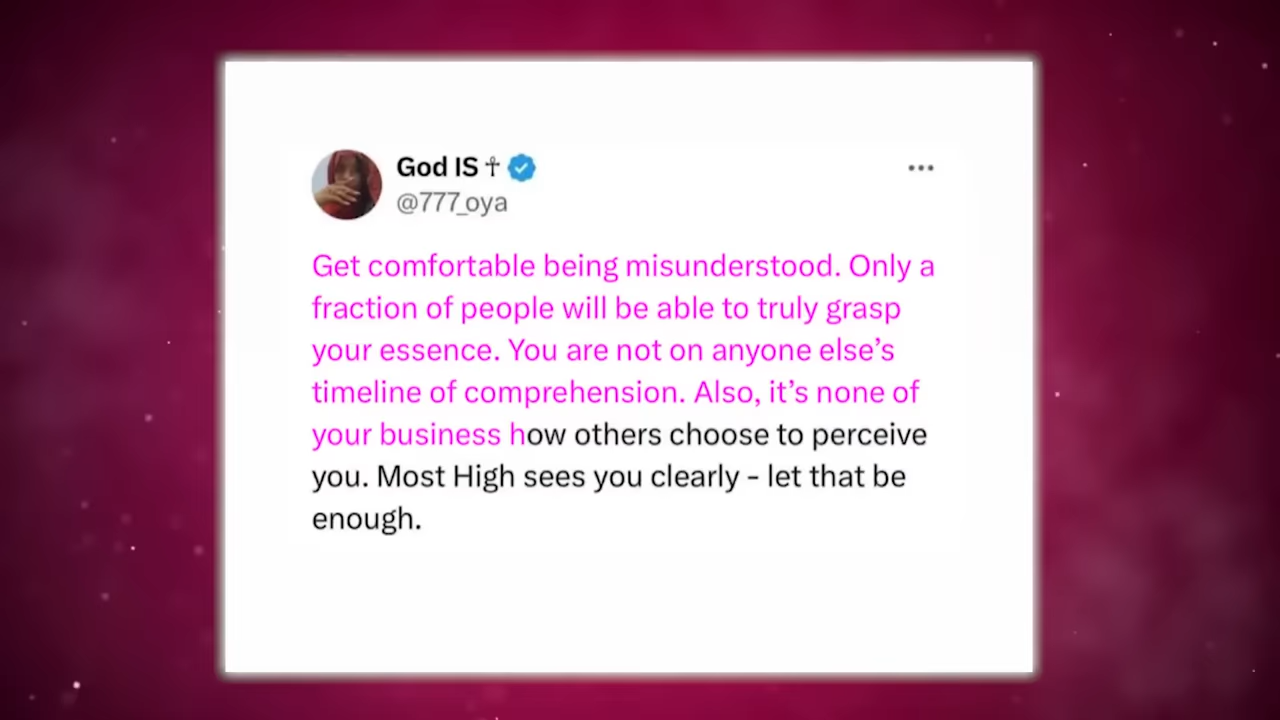 God IS ☥
@777_oya
Get comfortable being misunderstood. Only a
fraction of people will be able to truly grasp
your essence. You are not on anyone else’s
timeline of comprehension. Also, it’s none of
your business how others choose to perceive
you. Most High sees you clearly - let that be
enough.